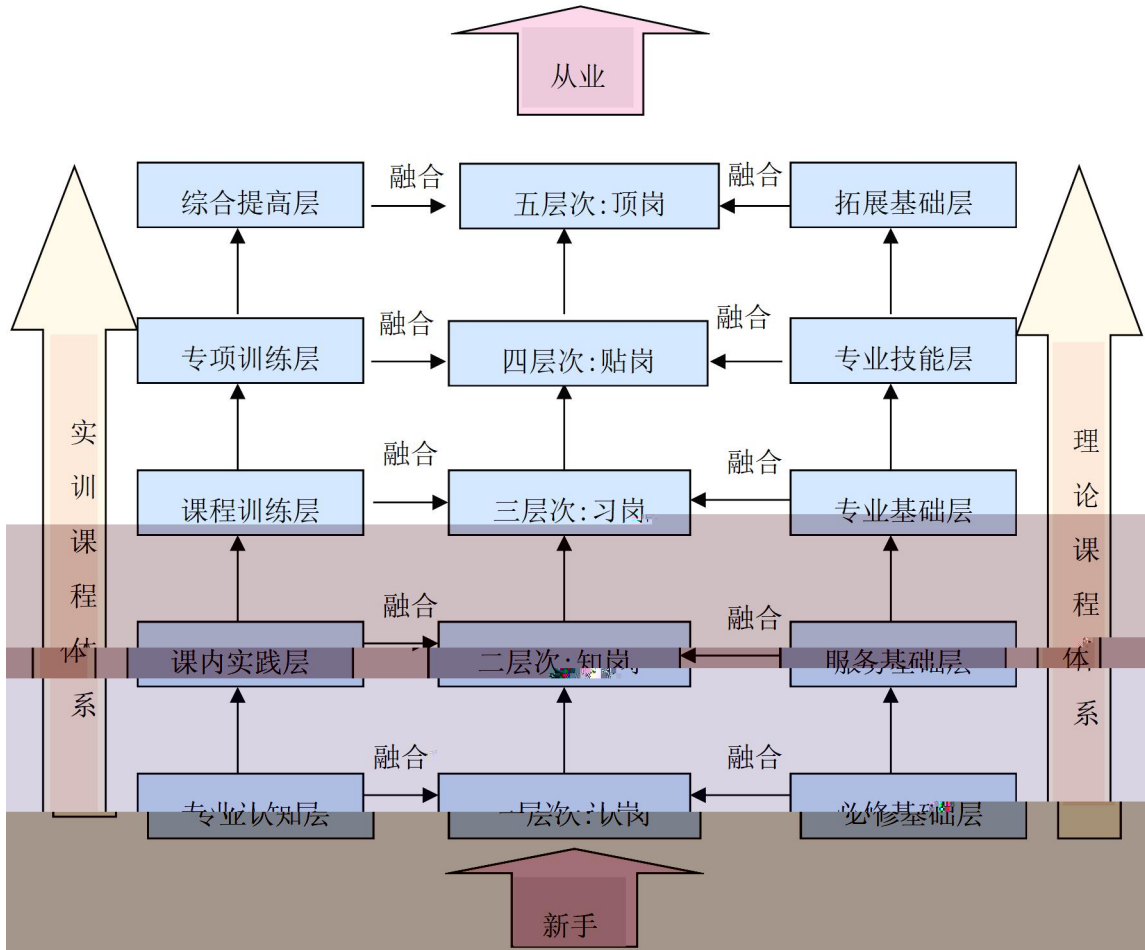 从业
融合 融合
综合提高层 五层次:顶岗 拓展基础层
融合 融合
专项训练层 四层次:贴岗 专业技能层
融合 融合
课程训练层 三层次:习岗 专业基础层
融合 融合
课内实践层 二层次:知岗 服务基础层
融合 融合
专业认知层 一层次:认岗 必修基础层
新手
实训课程体系
理论课程体系